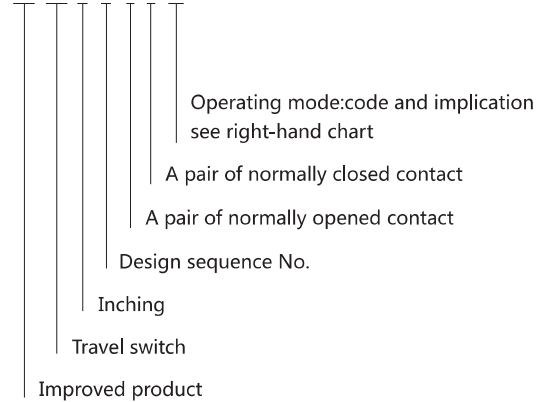 Operating mode:code and implication
see right-hand chart
A pair of normally closed contact
A pair of normally opened contact
Design sequence No.
Inching
Travel switch
Improved product